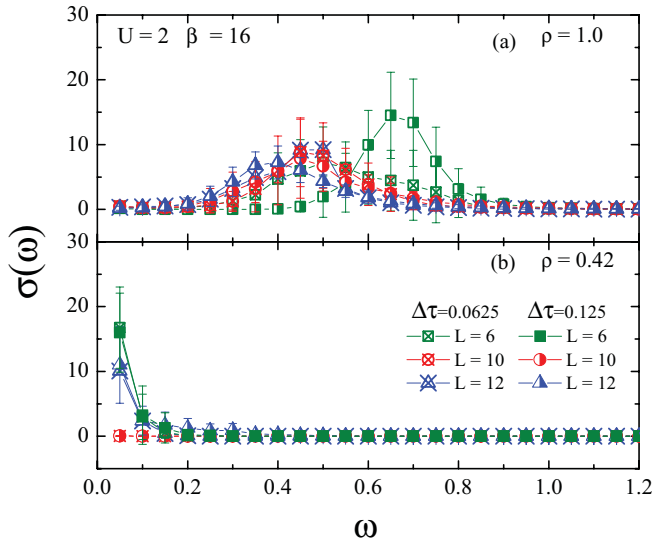 30
U = 2 β = 16 (a) ρ = 1.0
20
10
0
σ(ω)
30
(b) ρ = 0.42
20
Δτ=0.0625 Δτ=0.125
L = 6 L = 6
10
L = 10 L = 10
L = 12 L = 12
0
0.0 0.2 0.4 0.6 0.8 1.0 1.2
ω